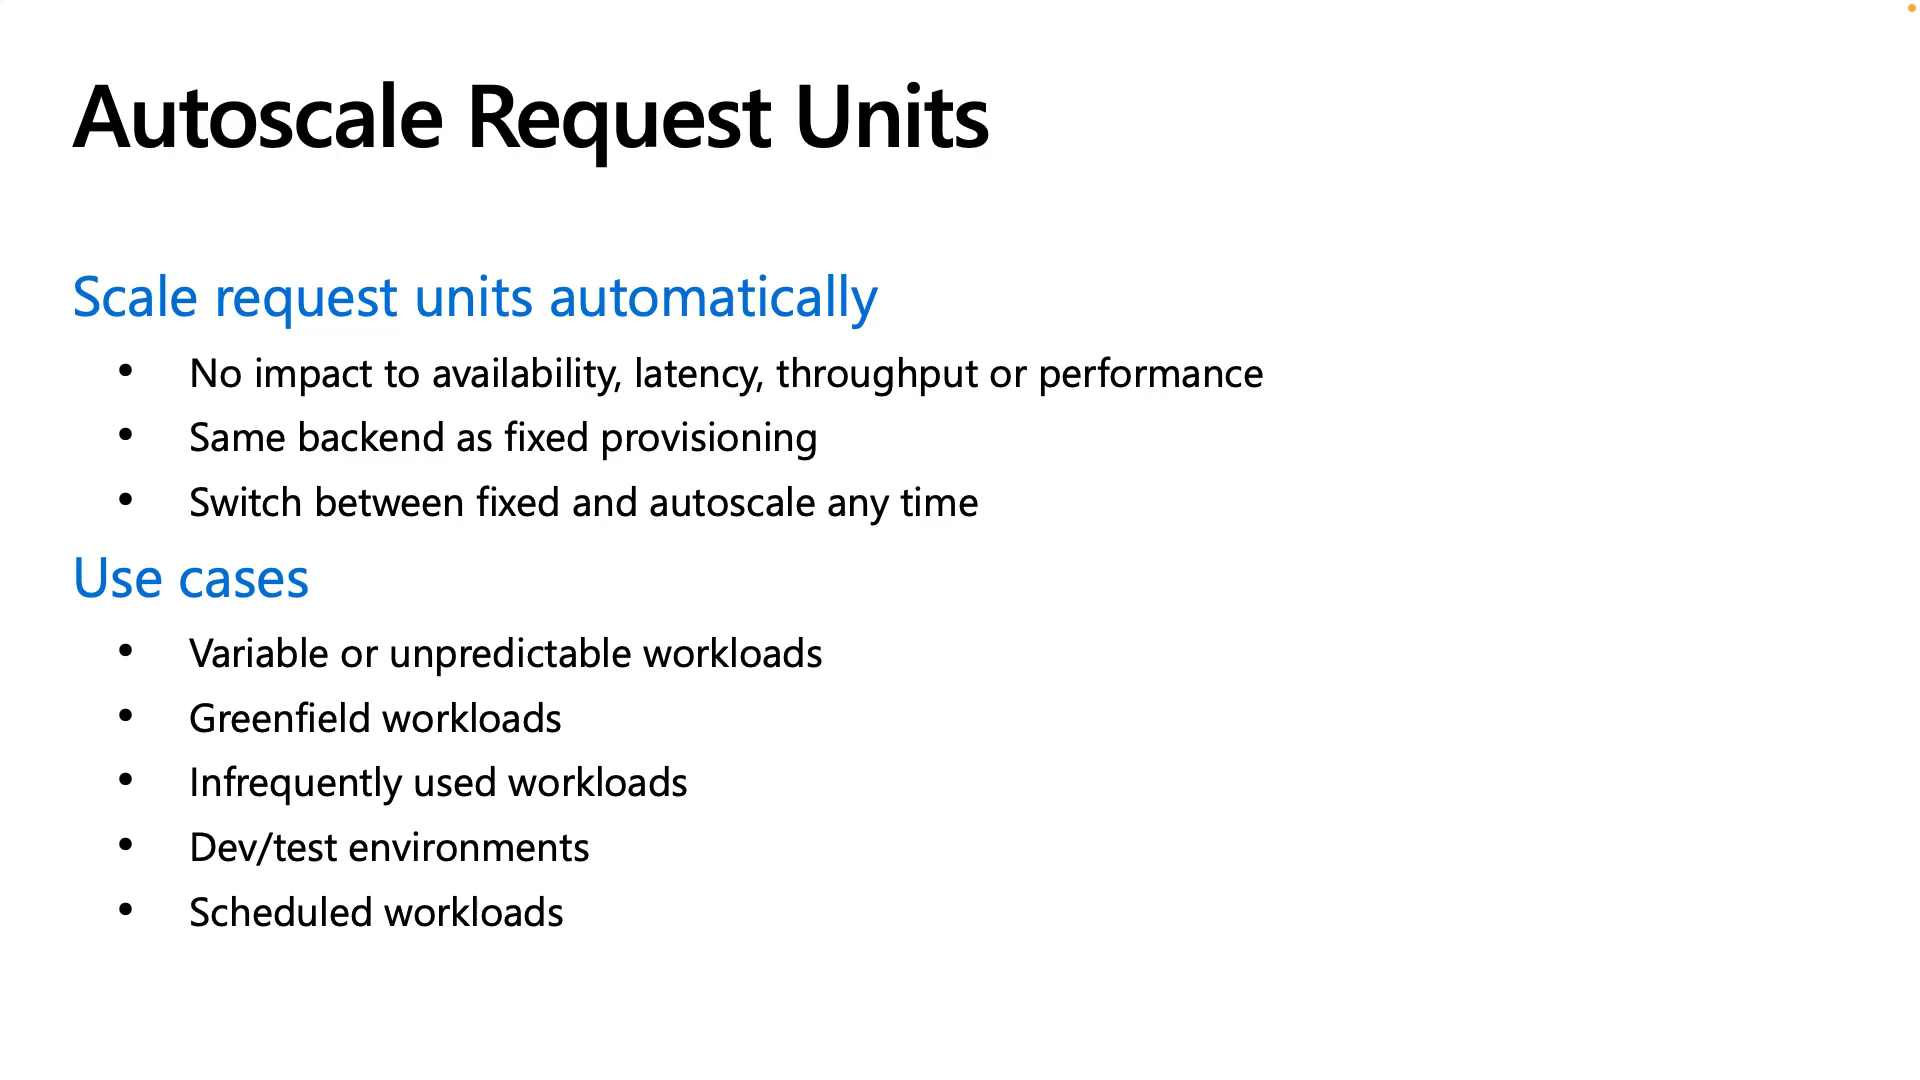 Autoscale Request Units
Scale request units automatically
• No impact to availability, latency, throughput or performance
• Same backend as fixed provisioning
• Switch between fixed and autoscale any time
Use cases
• Variable or unpredictable workloads
• Greenfield workloads
• Infrequently used workloads
• Dev/test environments
• Scheduled workloads